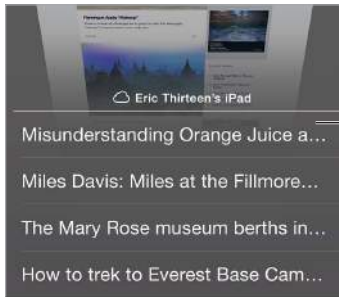 Eric Thirteen's iPad
Misunderstanding Orange Juice a...
Miles Davis: Miles at the Fillmore...
The Mary Rose museum berths in...
How to trek to Everest Base Cam...